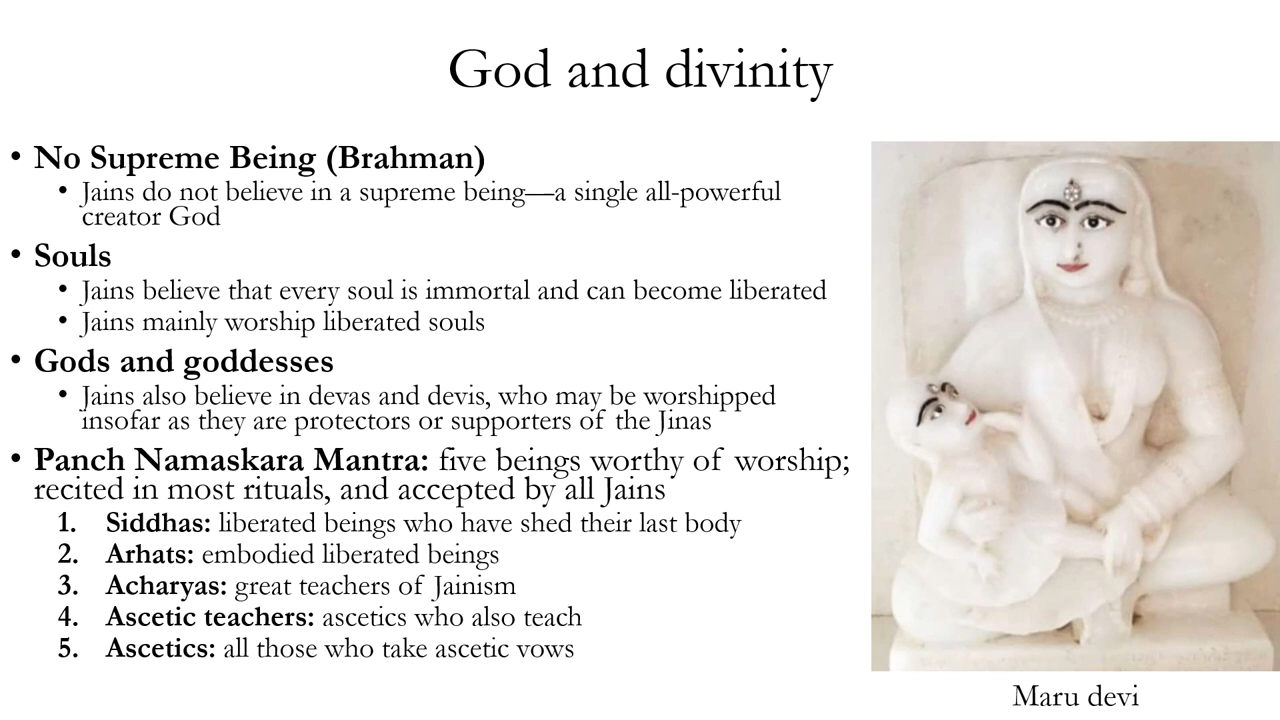 God and divinity
• No Supreme Being (Brahman)
• Jains do not believe in a supreme being—a single all-powerful
creator God
• Souls
• Jains believe that every soul is immortal and can become liberated
• Jains mainly worship liberated souls
• Gods and goddesses
• Jains also believe in devas and devis, who may be worshipped
insofar as they are protectors or supporters of the Jinas
• Panch Namaskara Mantra: five beings worthy of worship;
recited in most rituals, and accepted by all Jains
1. Siddhas: liberated beings who have shed their last body
2. Arhats: embodied liberated beings
3. Acharyas: great teachers of Jainism
4. Ascetic teachers: ascetics who also teach
5. Ascetics: all those who take ascetic vows
Maru devi